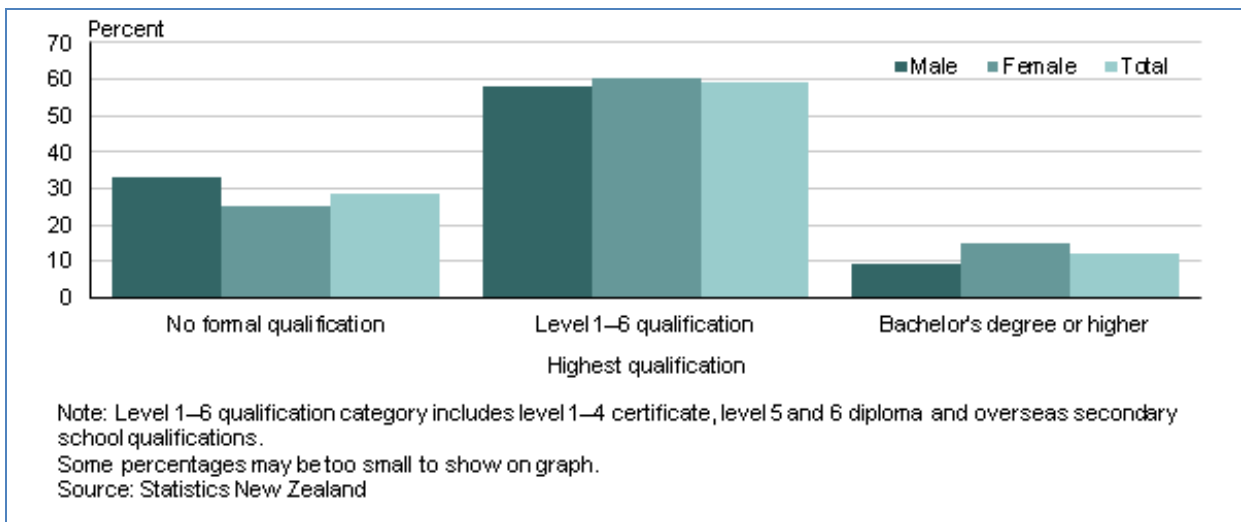 Percent
70
60
50
40
30
20
10
0
Male Female Total
No formal qualification
Level 1–6 qualification
Bachelor's degree or higher
Highest qualification
Note: Level 1–6 qualification category includes level 1–4 certificate, level 5 and 6 diploma and overseas secondary
school qualifications.
Some percentages may be too small to show on graph.
Source: Statistics New Zealand